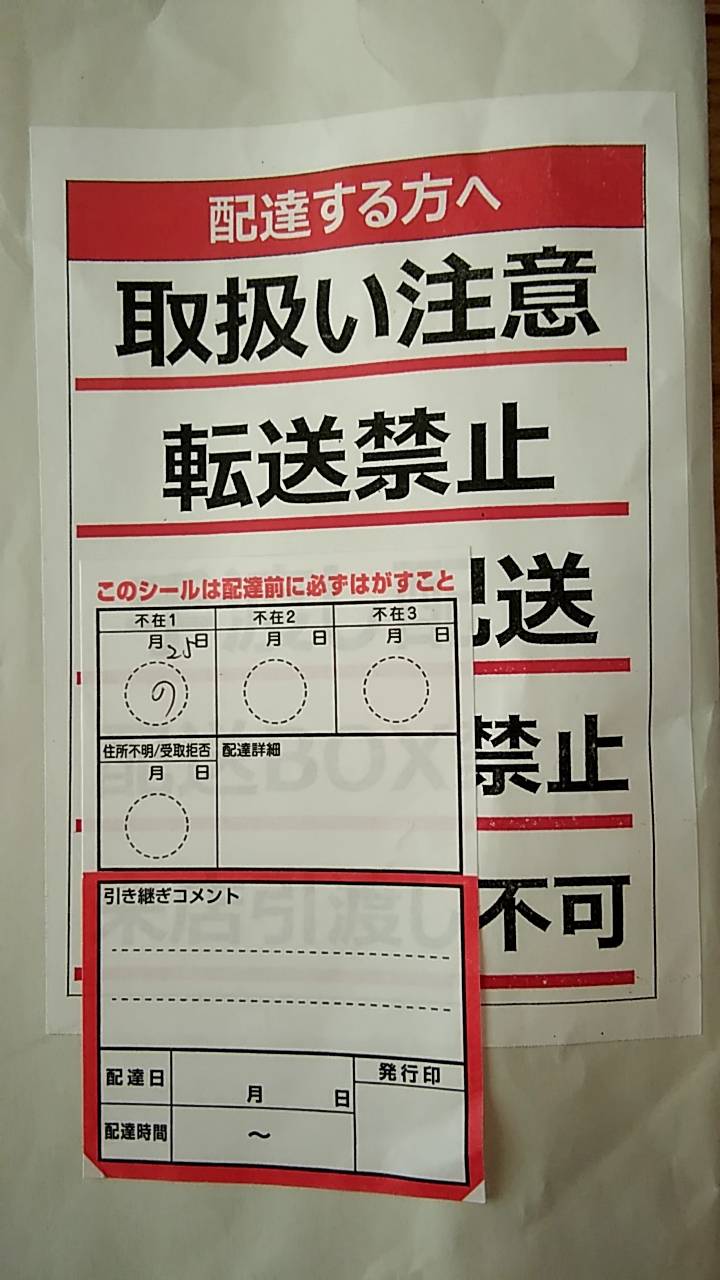 配達する方へ
取扱い注意
転送禁止
送
禁止
不可
このシールは配達前に必ずはがすこと
不在1 不在2 不在3
月25日 月 日 月 日
の
住所不明/受取拒否 配達詳細
月 日
引き継ぎコメント
配達日 月 日 発行印
配達時間 ～